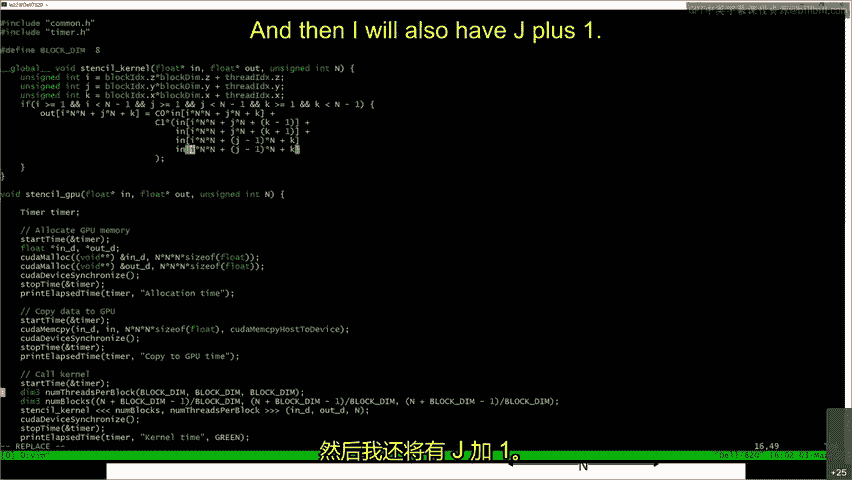 And then I will also have J plus 1.
#include "common.h"
#include "timer.h"
#define BLOCK_DIM 8
__global__ void stencil_kernel(float* in, float* out, unsigned int N) {
unsigned int i = blockIdx.z*blockDim.z + threadIdx.z;
unsigned int j = blockIdx.y*blockDim.y + threadIdx.y;
unsigned int k = blockIdx.x*blockDim.x + threadIdx.x;
if(i >= 1 && i < N - 1 && j >= 1 && j < N - 1 && k >= 1 && k < N - 1) {
out[i*N*N + j*N + k] = C0*in[i*N*N + j*N + k] +
C1*(in[i*N*N + j*N + (k - 1)] +
in[i*N*N + j*N + (k + 1)] +
in[i*N*N + (j - 1)*N + k]
in[i*N*N + (j - 1)*N + k]
);
}
}
void stencil_gpu(float* in, float* out, unsigned int N) {
Timer timer;
// Allocate GPU memory
startTime(&timer);
float *in_d, *out_d;
cudaMalloc((void**) &in_d, N*N*N*sizeof(float));
cudaMalloc((void**) &out_d, N*N*N*sizeof(float));
cudaDeviceSynchronize();
stopTime(&timer);
printElapsedTime(timer, "Allocation time");
// Copy data to GPU
startTime(&timer);
cudaMemcpy(in_d, in, N*N*N*sizeof(float), cudaMemcpyHostToDevice);
cudaDeviceSynchronize();
stopTime(&timer);
printElapsedTime(timer, "Copy to GPU time");
// Call kernel
startTime(&timer);
dim3 numThreadsPerBlock(BLOCK_DIM, BLOCK_DIM, BLOCK_DIM);
dim3 numBlocks((N + BLOCK_DIM - 1)/BLOCK_DIM, (N + BLOCK_DIM - 1)/BLOCK_DIM, (N + BLOCK_DIM - 1)/BLOCK_DIM);
stencil_kernel <<< numBlocks, numThreadsPerBlock >>> (in_d, out_d, N);
cudaDeviceSynchronize();
stopTime(&timer);
printElapsedTime(timer, "Kernel time", GREEN);
-- REPLACE -- 16,49
然后我还将有 J 加 1。
N
+25